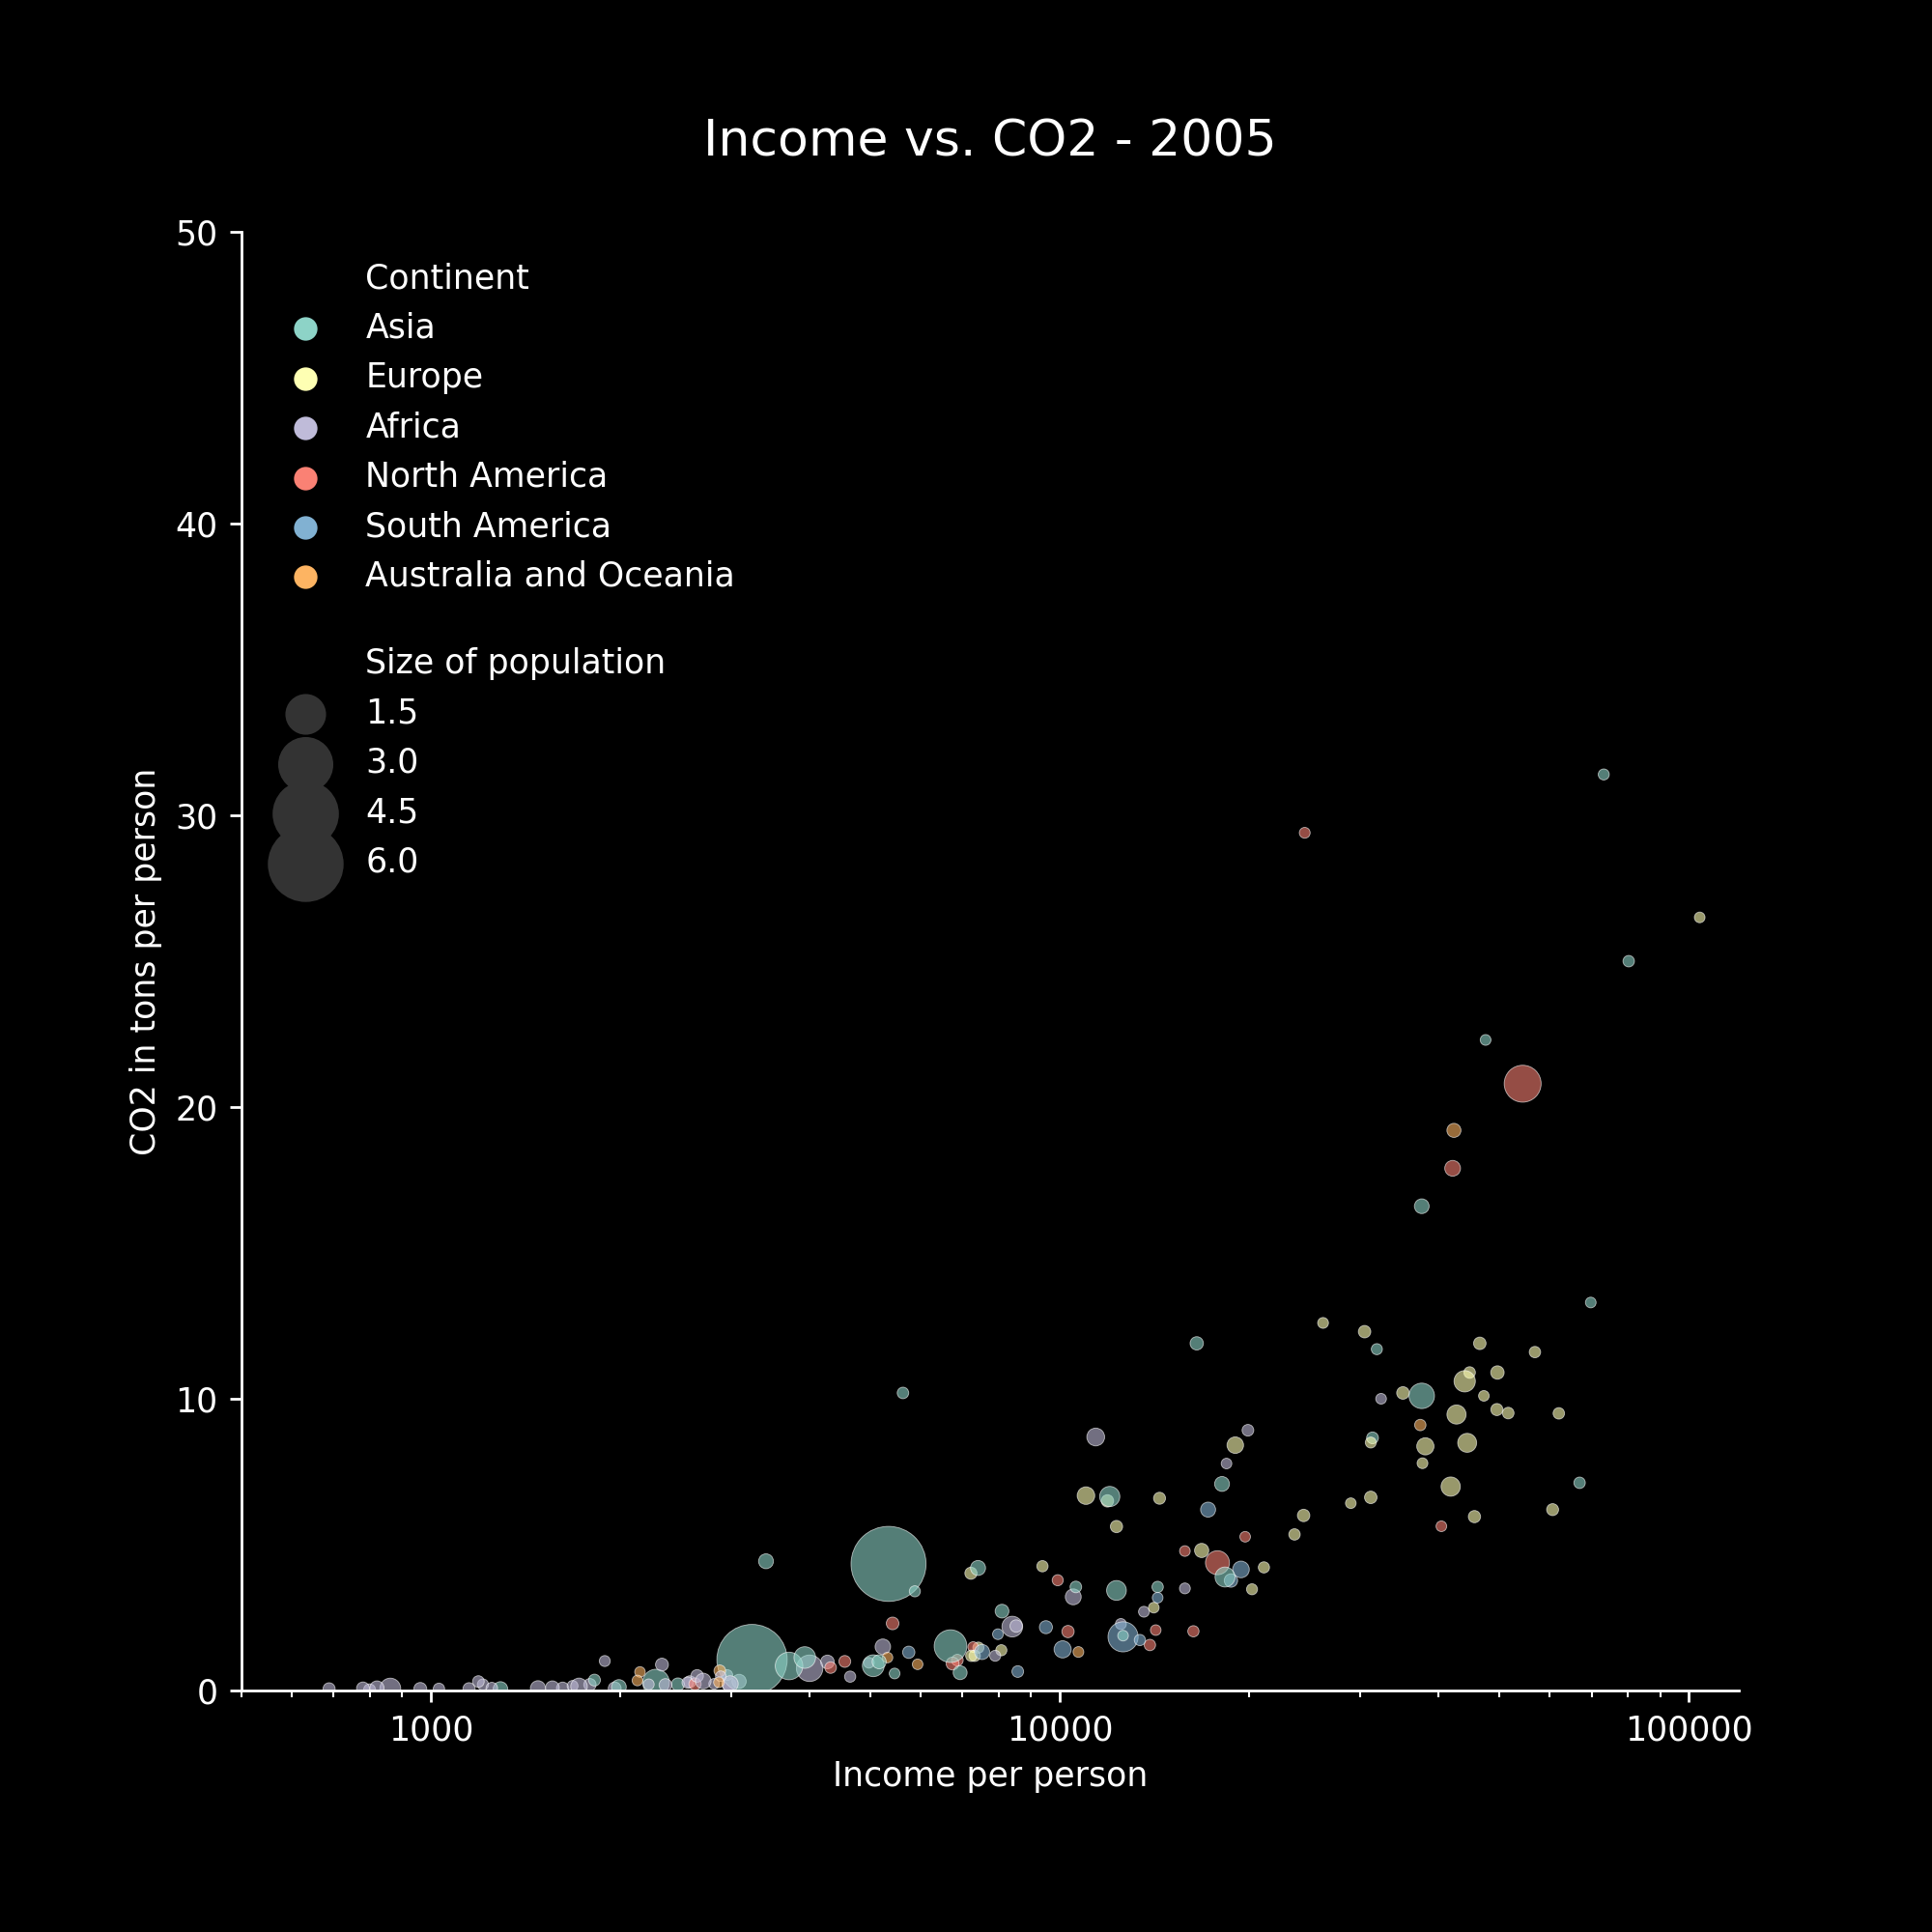 Income vs. CO2 - 2005
50
40
30
20
10
0
CO2 in tons per person
Continent
Asia
Europe
Africa
North America
South America
Australia and Oceania
Size of population
1.5
3.0
4.5
6.0
1000
10000
100000
Income per person